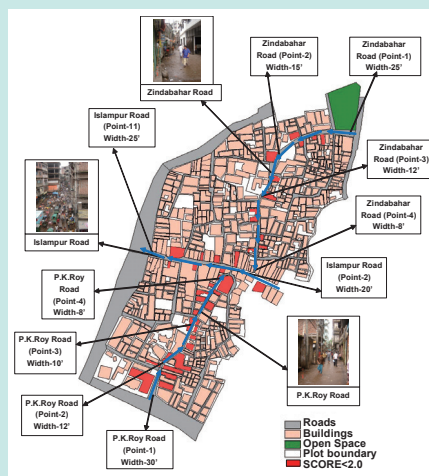 Zindabahar
Road (Point-2)
Width-15'
Zindabahar
Road (Point-1)
Width-25'
Zindabahar Road
Islampur Road
(Point-11)
Width-25'
Zindabahar
Road (Point-3)
Width-12'
Zindabahar
Road (Point-4)
Width-8'
Islampur Road
P.K.Roy
Road
(Point-4)
Width-8'
Islampur Road
(Point-2)
Width-20'
P.K.Roy Road
(Point-3)
Width-10'
P.K.Roy Road
P.K.Roy Road
(Point-2)
Width-12'
P.K.Roy Road
(Point-1)
Width-30'
Roads
Buildings
Open Space
Plot boundary
SCORE<2.0